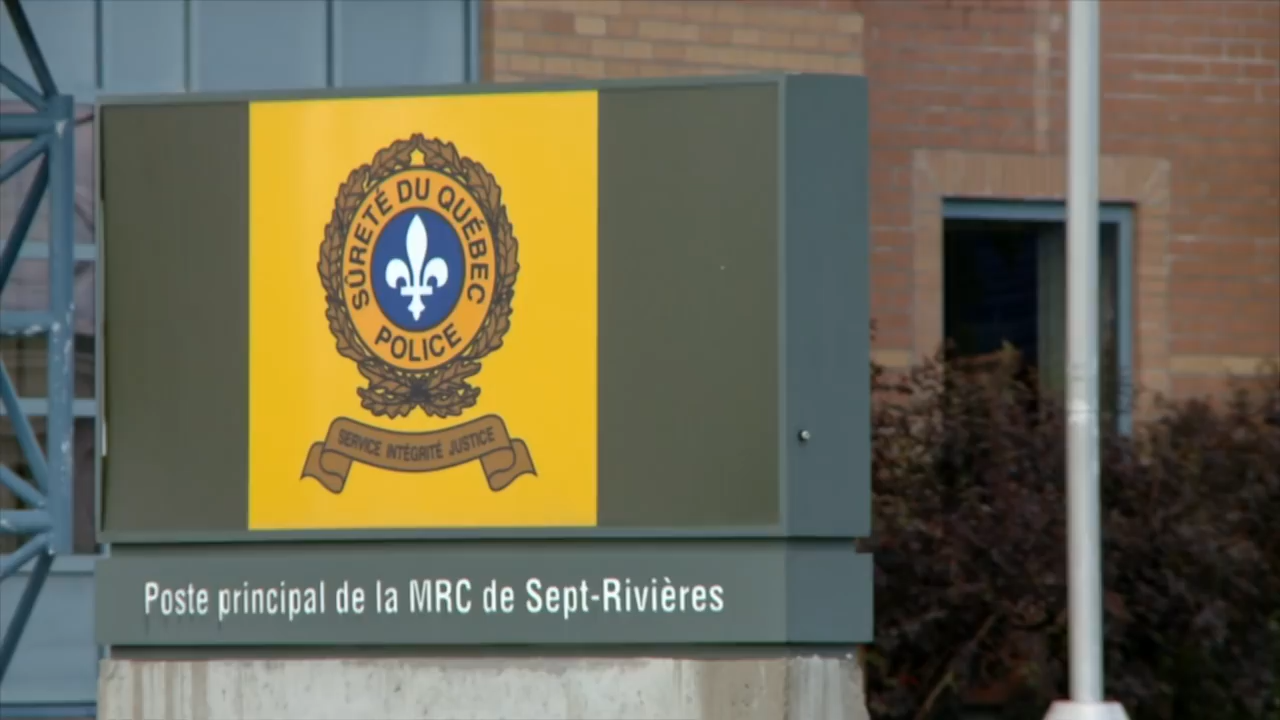 SÛRETÉ DU QUÉBEC
POLICE
SERVICE INTÉGRITÉ JUSTICE
Poste principal de la MRC de Sept-Rivières